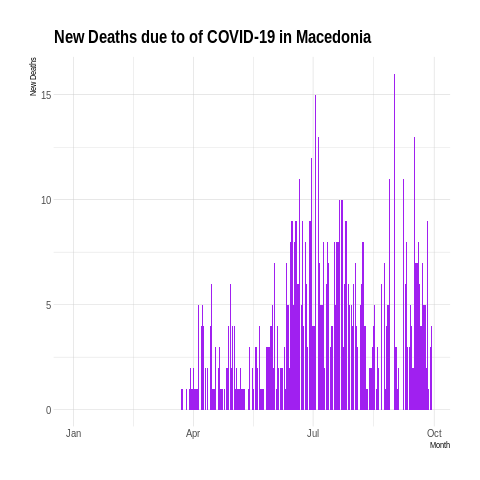 New Deaths due to of COVID-19 in Macedonia
New Deaths
15
10
5
0
Jan Apr Jul Oct
Month